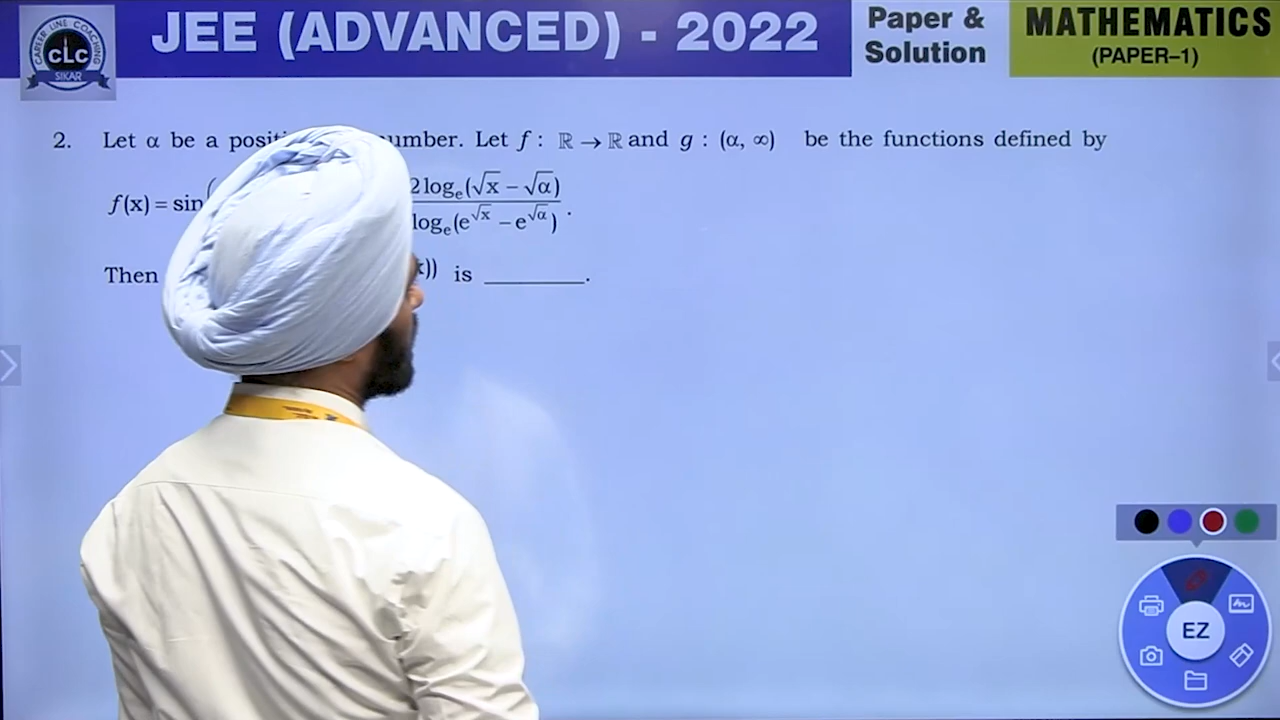 JEE (ADVANCED) - 2022
Paper &
Solution
MATHEMATICS
(PAPER–1)
CAREER LINE COACHING
CLC
SIKAR
2. Let α be a posit umber. Let f : ℝ → ℝ and g : (α, ∞) be the functions defined by
f(x) = sin( 2 logₑ(√x − √α) / logₑ(e^√x − e^√α) .
Then x)) is ________.
EZ